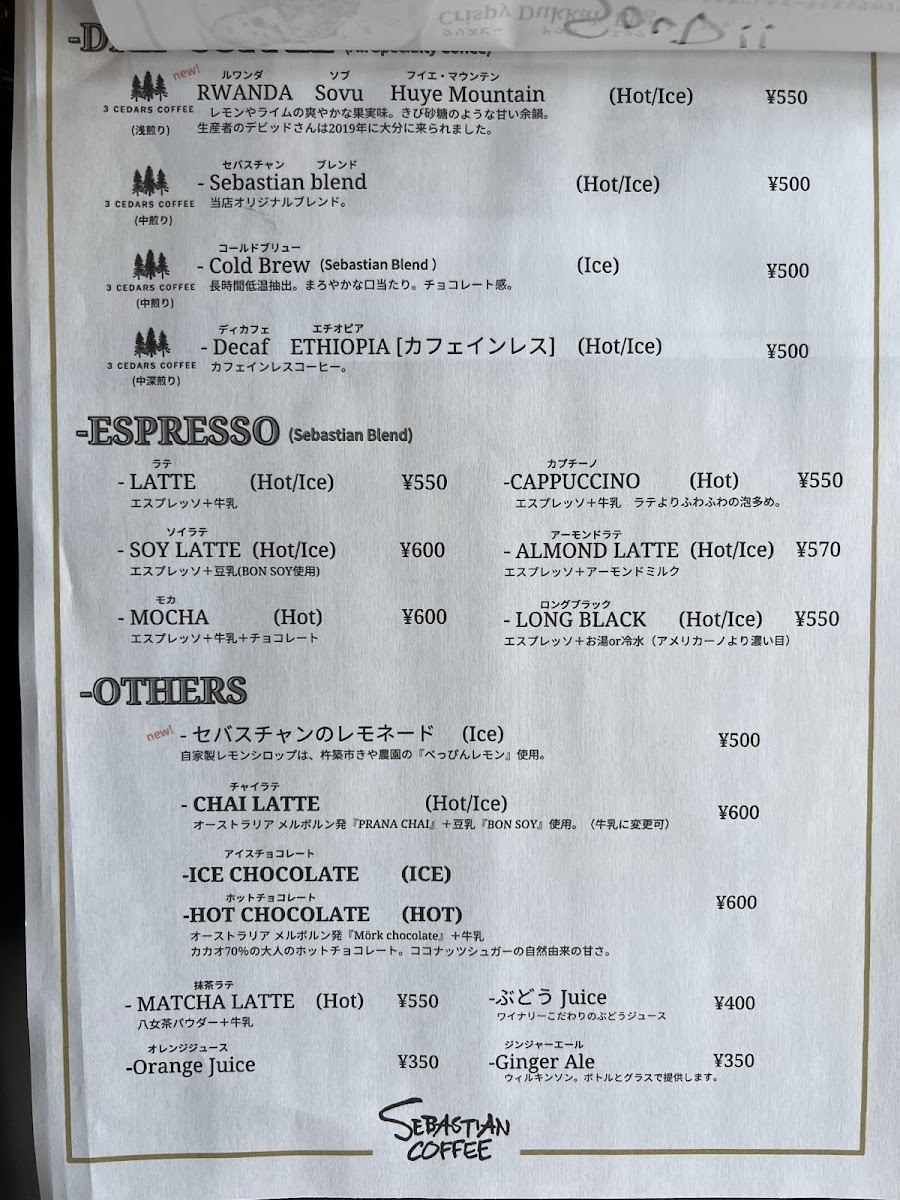 Crispy Dukkah
(All Specialty Coffee)
new!
ルワンダ ソブ フイエ・マウンテン
RWANDA Sovu Huye Mountain (Hot/Ice) ¥550
3 CEDARS COFFEE
(浅煎り)
レモンやライムの爽やかな果実味。きび砂糖のような甘い余韻。
生産者のデビッドさんは2019年に大分に来られました。
セバスチャン ブレンド
- Sebastian blend (Hot/Ice) ¥500
3 CEDARS COFFEE
(中煎り)
当店オリジナルブレンド。
コールドブリュー
- Cold Brew (Sebastian Blend ) (Ice) ¥500
3 CEDARS COFFEE
(中煎り)
長時間低温抽出。まろやかな口当たり。チョコレート感。
ディカフェ エチオピア
- Decaf ETHIOPIA [カフェインレス] (Hot/Ice) ¥500
3 CEDARS COFFEE
(中深煎り)
カフェインレスコーヒー。
-ESPRESSO (Sebastian Blend)
ラテ
- LATTE (Hot/Ice) ¥550
エスプレッソ＋牛乳
カプチーノ
-CAPPUCCINO (Hot) ¥550
エスプレッソ＋牛乳 ラテよりふわふわの泡多め。
ソイラテ
- SOY LATTE (Hot/Ice) ¥600
エスプレッソ＋豆乳(BON SOY使用)
アーモンドラテ
- ALMOND LATTE (Hot/Ice) ¥570
エスプレッソ＋アーモンドミルク
モカ
- MOCHA (Hot) ¥600
エスプレッソ＋牛乳＋チョコレート
ロングブラック
- LONG BLACK (Hot/Ice) ¥550
エスプレッソ＋お湯or冷水（アメリカーノより濃い目）
-OTHERS
new!
- セバスチャンのレモネード (Ice) ¥500
自家製レモンシロップは、杵築市きや農園の『べっぴんレモン』使用。
チャイラテ
- CHAI LATTE (Hot/Ice) ¥600
オーストラリア メルボルン発『PRANA CHAI』＋豆乳『BON SOY』使用。（牛乳に変更可）
アイスチョコレート
-ICE CHOCOLATE (ICE)
ホットチョコレート
-HOT CHOCOLATE (HOT) ¥600
オーストラリア メルボルン発『Mörk chocolate』＋牛乳
カカオ70%の大人のホットチョコレート。ココナッツシュガーの自然由来の甘さ。
抹茶ラテ
- MATCHA LATTE (Hot) ¥550
八女茶パウダー＋牛乳
-ぶどう Juice ¥400
ワイナリーこだわりのぶどうジュース
オレンジジュース
-Orange Juice ¥350
ジンジャーエール
-Ginger Ale ¥350
ウィルキンソン。ボトルとグラスで提供します。
SEBASTIAN
COFFEE